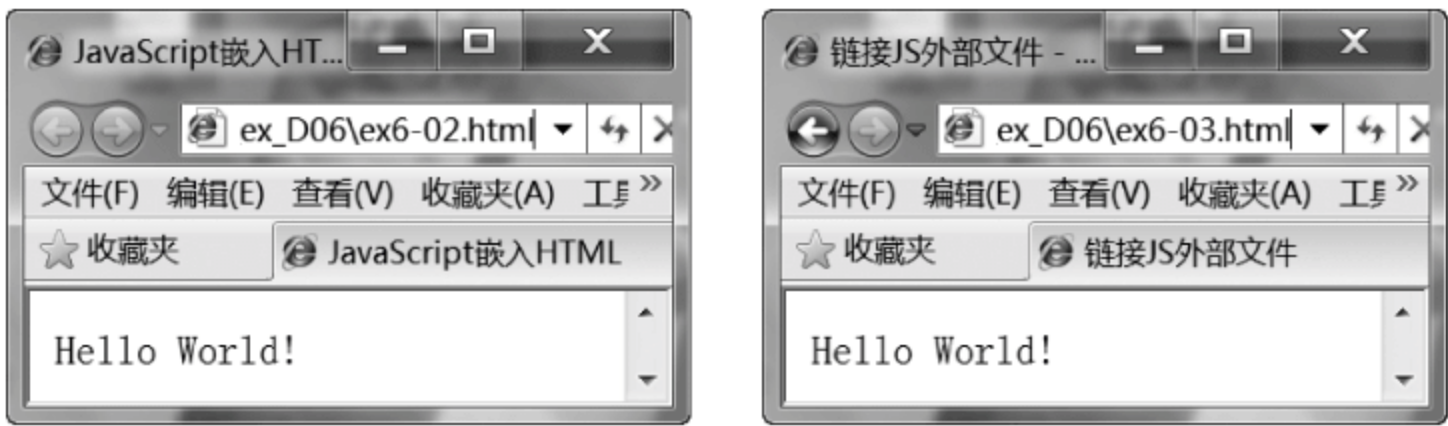 JavaScript嵌入HT...
ex_D06\ex6-02.html
文件(F) 编辑(E) 查看(V) 收藏夹(A) 工具 »
收藏夹 JavaScript嵌入HTML
Hello World!
链接JS外部文件 - ...
ex_D06\ex6-03.html
文件(F) 编辑(E) 查看(V) 收藏夹(A) 工具 »
收藏夹 链接JS外部文件
Hello World!